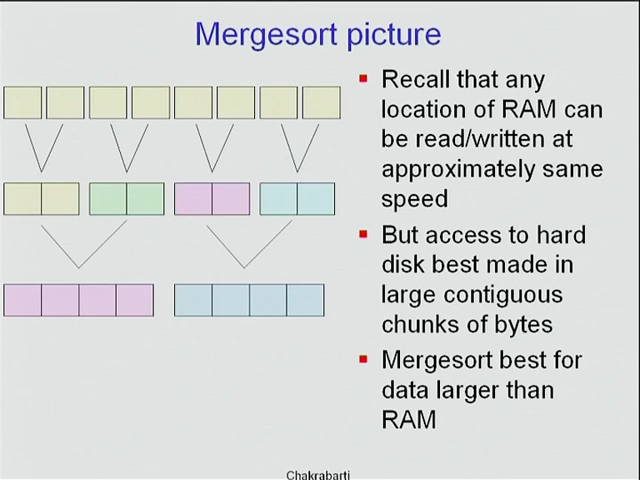 Mergesort picture
Recall that any
location of RAM can
be read/written at
approximately same
speed
But access to hard
disk best made in
large contiguous
chunks of bytes
Mergesort best for
data larger than
RAM
Chakrabarti